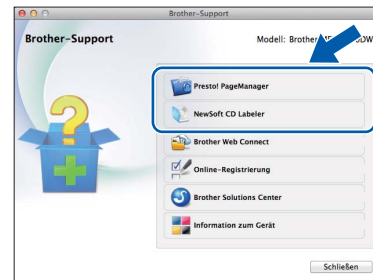 Brother-Support
Brother-Support
Modell: Brother
Presto! PageManager
NewSoft CD Labeler
Brother Web Connect
Online-Registrierung
Brother Solutions Center
Information zum Gerät
Schließen